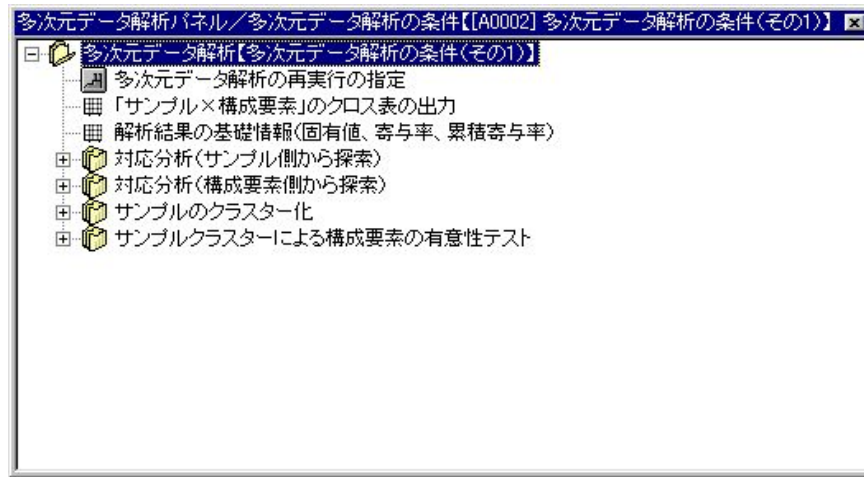 多次元データ解析パネル／多次元データ解析の条件【[A0002] 多次元データ解析の条件(その1)】
多次元データ解析【多次元データ解析の条件(その1)】
多次元データ解析の再実行の指定
「サンプル×構成要素」のクロス表の出力
解析結果の基礎情報(固有値、寄与率、累積寄与率)
対応分析(サンプル側から探索)
対応分析(構成要素側から探索)
サンプルのクラスター化
サンプルクラスターによる構成要素の有意性テスト